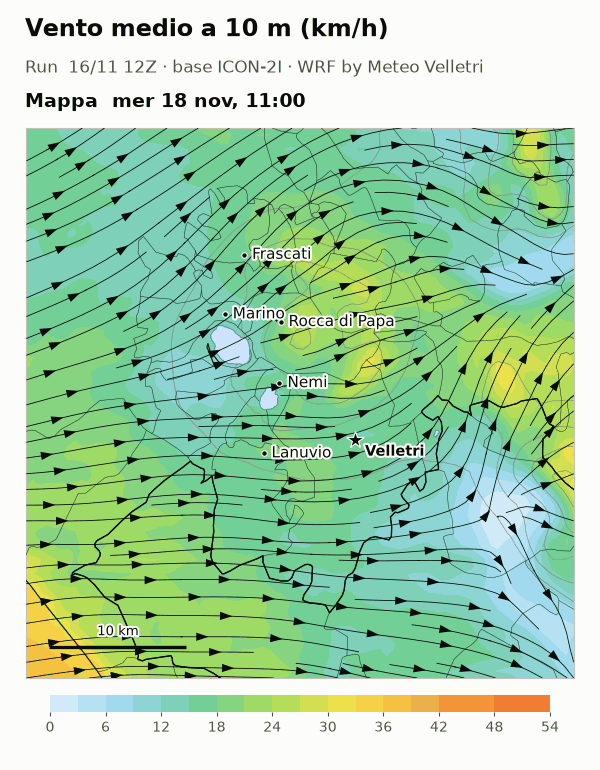 Vento medio a 10 m (km/h)
Run 16/11 12Z · base ICON-2I · WRF by Meteo Velletri
Mappa mer 18 nov, 11:00
Frascati
Marino
Rocca di Papa
Nemi
Velletri
Lanuvio
10 km
0 6 12 18 24 30 36 42 48 54